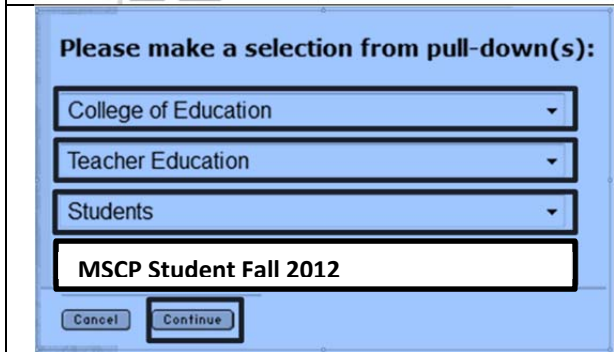 Please make a selection from pull-down(s):
College of Education
Teacher Education
Students
MSCP Student Fall 2012
Cancel Continue